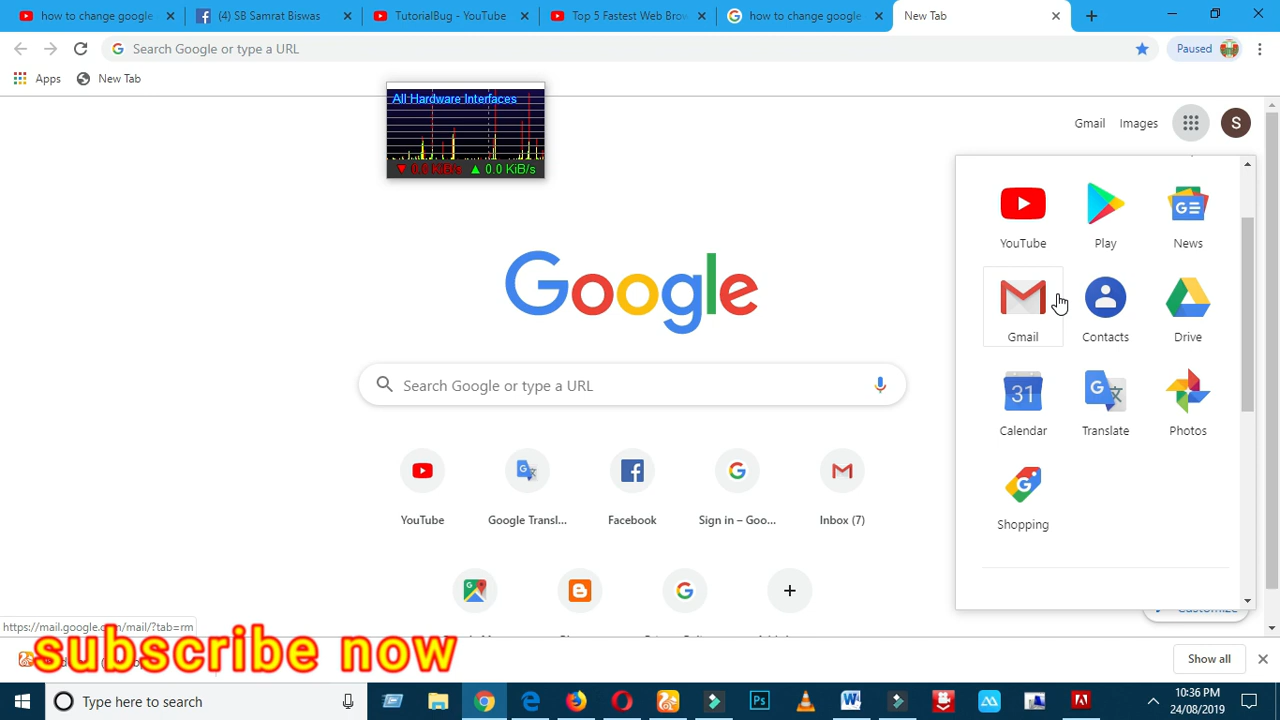 how to change google
(4) SB Samrat Biswas
TutorialBug - YouTube
Top 5 Fastest Web Brow
how to change google
New Tab
Search Google or type a URL
Paused
Apps
New Tab
All Hardware Interfaces
0.0 KiB/s 0.0 KiB/s
Gmail
Images
S
YouTube
Play
News
Gmail
Contacts
Drive
31
Calendar
Translate
Photos
Shopping
Google
Search Google or type a URL
YouTube
Google Transl...
Facebook
Sign in – Goo...
Inbox (7)
Customize
https://mail.google.com/mail/?tab=rm
subscribe now
Show all
Type here to search
10:36 PM
24/08/2019